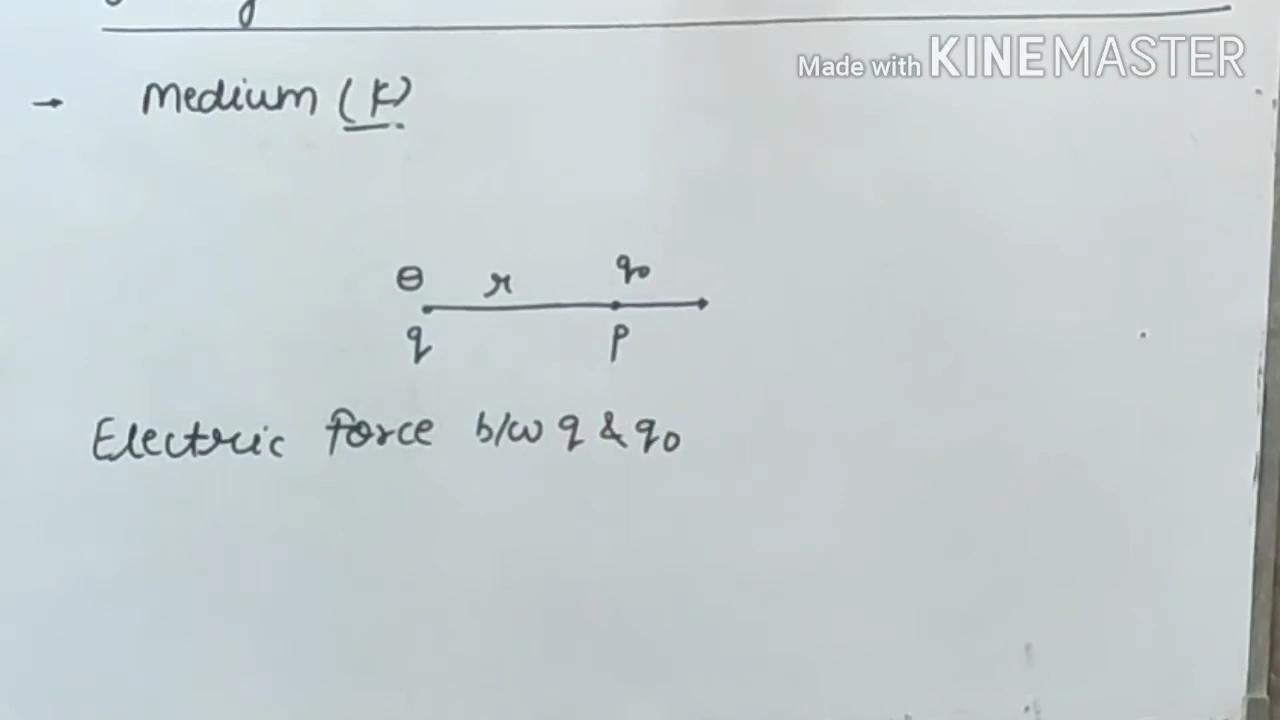 Made with KINEMASTER
→ Medium (K)
⊖ r q₀
q P
Electric force b/w q & q₀